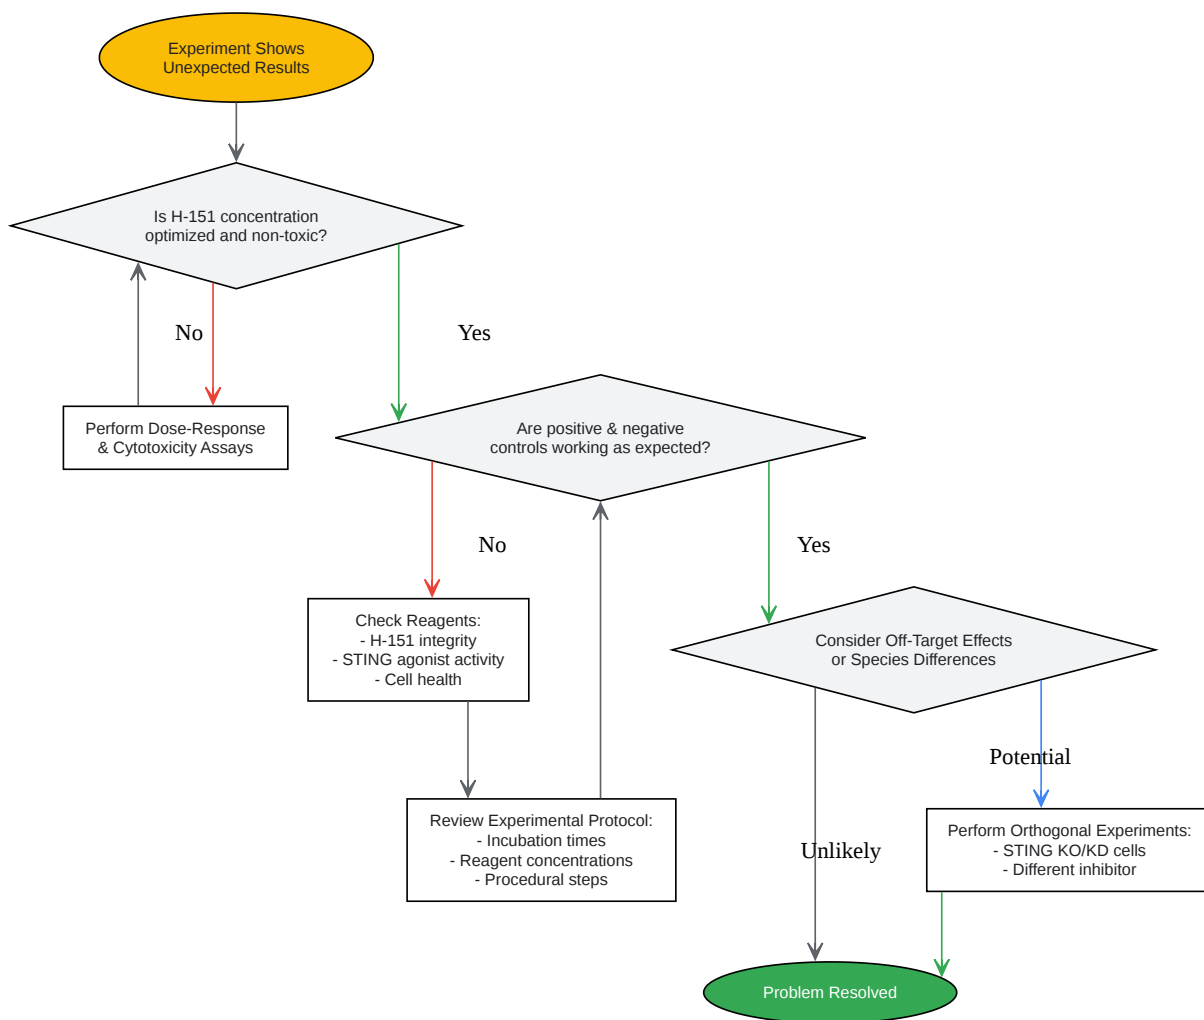 Experiment Shows
Unexpected Results
Is H-151 concentration
optimized and non-toxic?
No
Yes
Perform Dose-Response
& Cytotoxicity Assays
Are positive & negative
controls working as expected?
No
Yes
Check Reagents:
- H-151 integrity
- STING agonist activity
- Cell health
Consider Off-Target Effects
or Species Differences
Potential
Review Experimental Protocol:
- Incubation times
- Reagent concentrations
- Procedural steps
Unlikely
Perform Orthogonal Experiments:
- STING KO/KD cells
- Different inhibitor
Problem Resolved